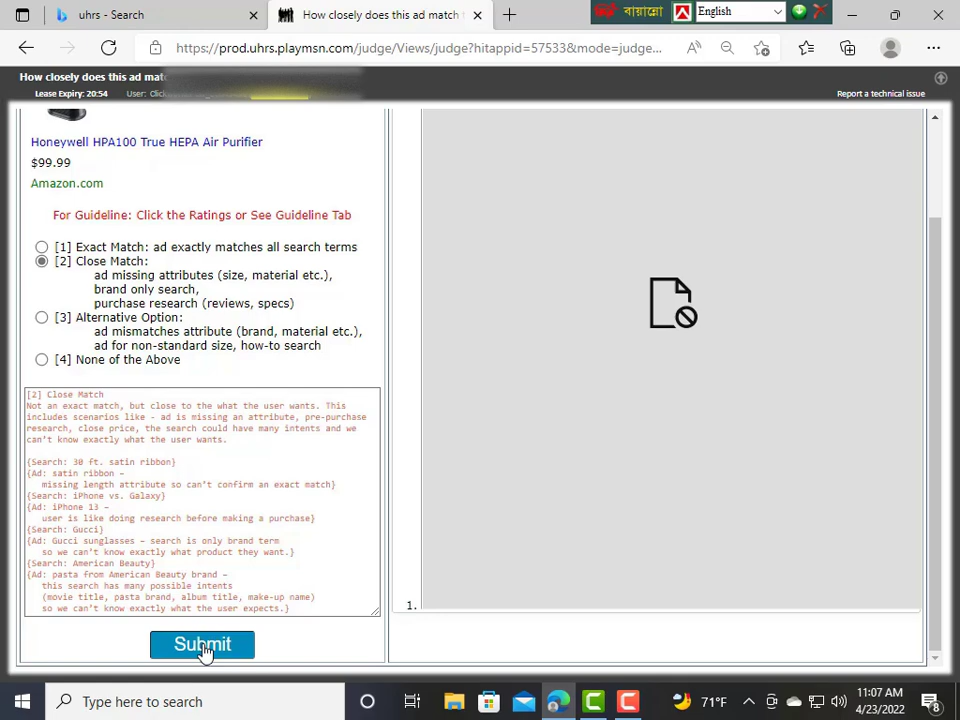 uhrs - Search
How closely does this ad match
বায়ান্নো
English
https://prod.uhrs.playmsn.com/judge/Views/judge?hitappid=57533&mode=judge...
How closely does this ad mat
Lease Expiry: 20:54
User: Clic
Report a technical issue
Honeywell HPA100 True HEPA Air Purifier
$99.99
Amazon.com
For Guideline: Click the Ratings or See Guideline Tab
[1] Exact Match: ad exactly matches all search terms
[2] Close Match:
ad missing attributes (size, material etc.),
brand only search,
purchase research (reviews, specs)
[3] Alternative Option:
ad mismatches attribute (brand, material etc.),
ad for non-standard size, how-to search
[4] None of the Above
[2] Close Match
Not an exact match, but close to the what the user wants. This
includes scenarios like - ad is missing an attribute, pre-purchase
research, close price, the search could have many intents and we
can't know exactly what the user wants.
{Search: 30 ft. satin ribbon}
{Ad: satin ribbon –
missing length attribute so can't confirm an exact match}
{Search: iPhone vs. Galaxy}
{Ad: iPhone 13 –
user is like doing research before making a purchase}
{Search: Gucci}
{Ad: Gucci sunglasses – search is only brand term
so we can't know exactly what product they want.}
{Search: American Beauty}
{Ad: pasta from American Beauty brand –
this search has many possible intents
(movie title, pasta brand, album title, make-up name)
so we can't know exactly what the user expects.}
1.
Submit
Type here to search
71°F
11:07 AM
4/23/2022
8